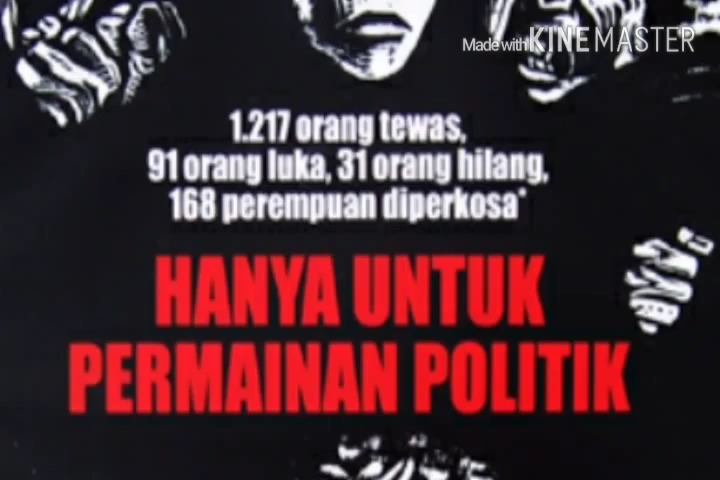 Made with KINEMASTER
1.217 orang tewas,
91 orang luka, 31 orang hilang,
168 perempuan diperkosa*
HANYA UNTUK
PERMAINAN POLITIK